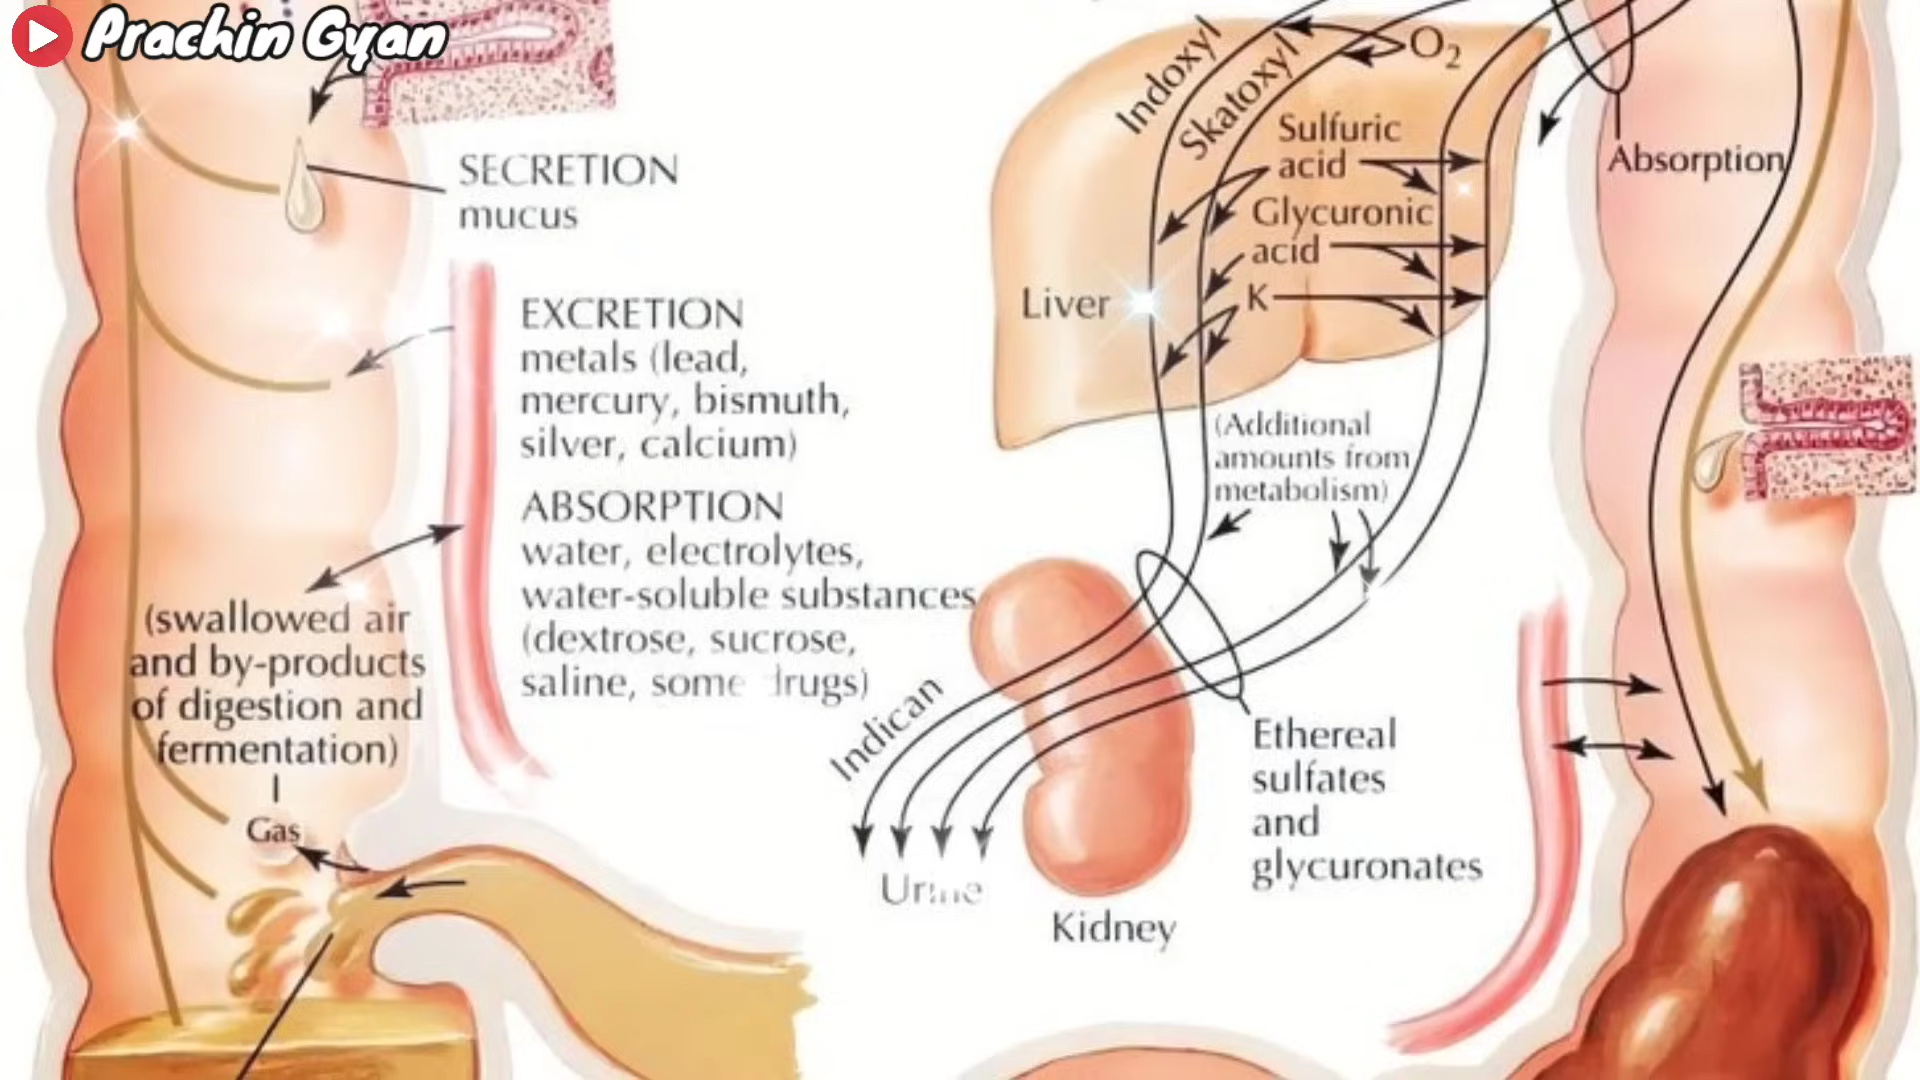 Prachin Gyan
SECRETION
mucus
EXCRETION
metals (lead,
mercury, bismuth,
silver, calcium)
ABSORPTION
water, electrolytes,
water-soluble substances
(dextrose, sucrose,
saline, some drugs)
(swallowed air
and by-products
of digestion and
fermentation)
Gas
Indoxyl
Skatoxyl
O2
Sulfuric
acid
Glycuronic
acid
K
Liver
(Additional
amounts from
metabolism)
Absorption
Indican
Urine
Kidney
Ethereal
sulfates
and
glycuronates